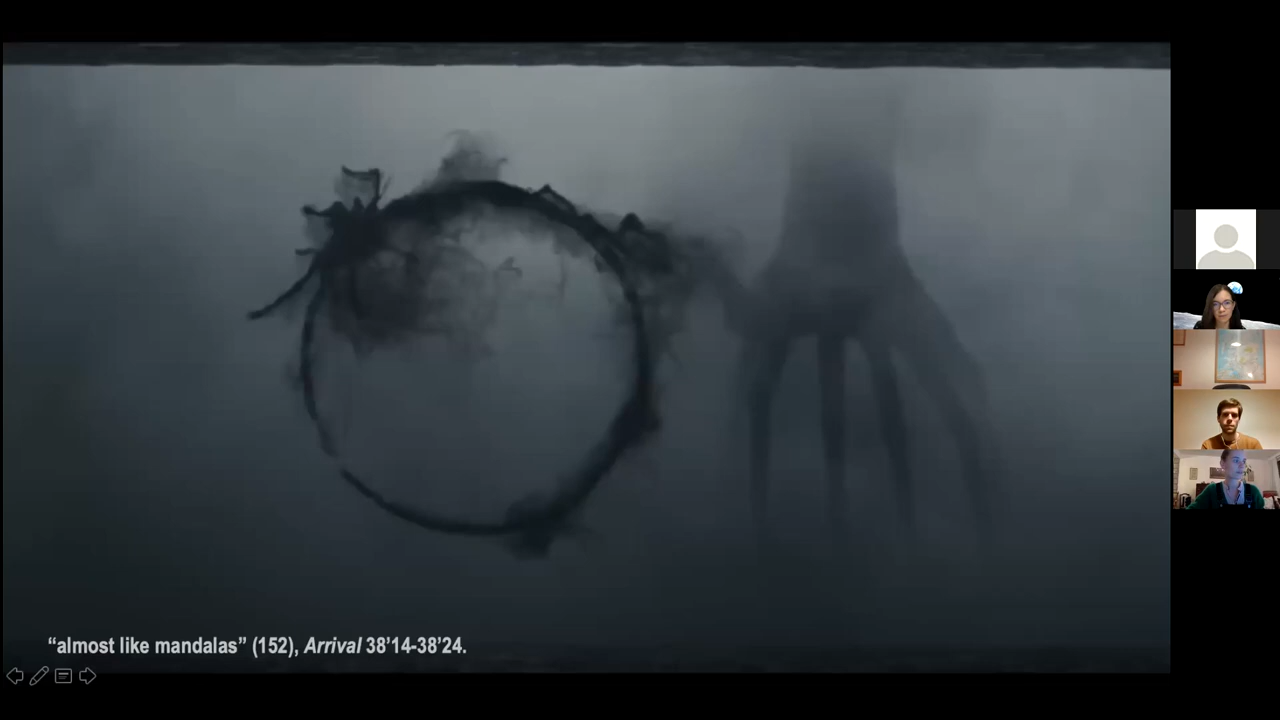 “almost like mandalas” (152), Arrival 38’14-38’24.